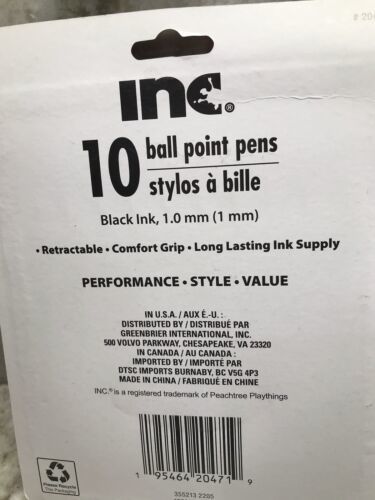 # 204
INC.®
10 ball point pens
stylos à bille
Black Ink, 1.0 mm (1 mm)
• Retractable • Comfort Grip • Long Lasting Ink Supply
PERFORMANCE • STYLE • VALUE
IN U.S.A. / AUX É.-U. :
DISTRIBUTED BY / DISTRIBUÉ PAR
GREENBRIER INTERNATIONAL, INC.
500 VOLVO PARKWAY, CHESAPEAKE, VA 23320
IN CANADA / AU CANADA :
IMPORTED BY / IMPORTÉ PAR
DTSC IMPORTS BURNABY, BC V5G 4P3
MADE IN CHINA / FABRIQUÉ EN CHINE
INC.® is a registered trademark of Peachtree Playthings
Please Recycle
This Packaging
1 95464 20471 9
355213 2205